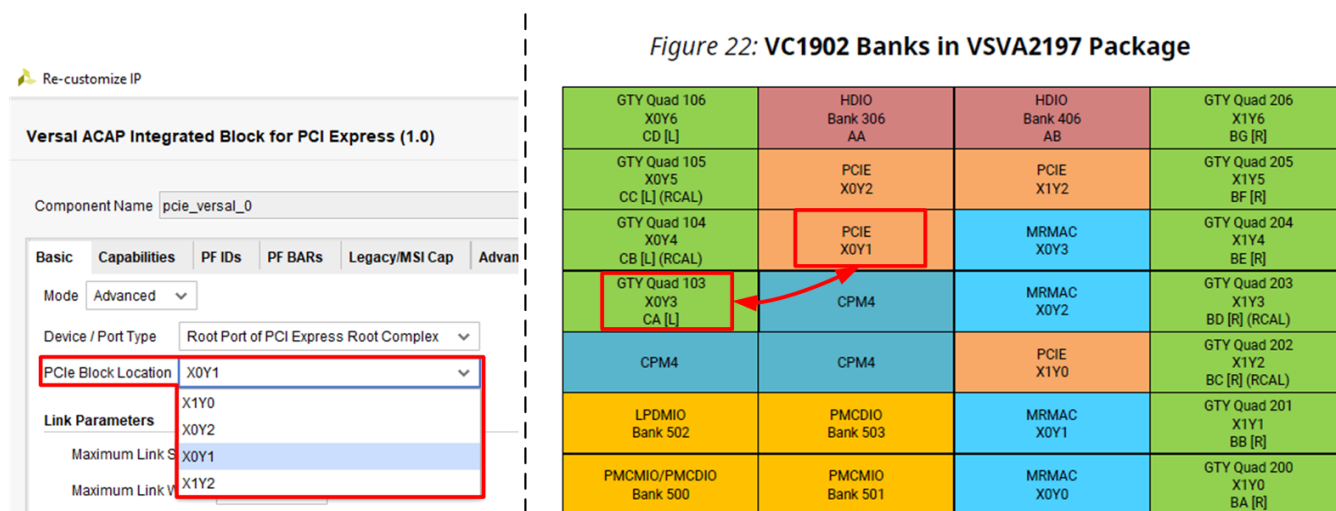 Re-customize IP
Versal ACAP Integrated Block for PCI Express (1.0)
Component Name pcie_versal_0
Basic Capabilities PF IDs PF BARs Legacy/MSI Cap Advan
Mode Advanced
Device / Port Type Root Port of PCI Express Root Complex
PCIe Block Location X0Y1
X1Y0
Link Parameters
X0Y2
Maximum Link S X0Y1
Maximum Link W X1Y2
Figure 22: VC1902 Banks in VSVA2197 Package
GTY Quad 106
X0Y6
CD [L]
HDIO
Bank 306
AA
HDIO
Bank 406
AB
GTY Quad 206
X1Y6
BG [R]
GTY Quad 105
X0Y5
CC [L] (RCAL)
PCIE
X0Y2
PCIE
X1Y2
GTY Quad 205
X1Y5
BF [R]
GTY Quad 104
X0Y4
CB [L] (RCAL)
PCIE
X0Y1
MRMAC
X0Y3
GTY Quad 204
X1Y4
BE [R]
GTY Quad 103
X0Y3
CA [L]
CPM4
MRMAC
X0Y2
GTY Quad 203
X1Y3
BD [R] (RCAL)
CPM4
CPM4
PCIE
X1Y0
GTY Quad 202
X1Y2
BC [R] (RCAL)
LPDMIO
Bank 502
PMCDIO
Bank 503
MRMAC
X0Y1
GTY Quad 201
X1Y1
BB [R]
PMCMIO/PMCDIO
Bank 500
PMCMIO
Bank 501
MRMAC
X0Y0
GTY Quad 200
X1Y0
BA [R]